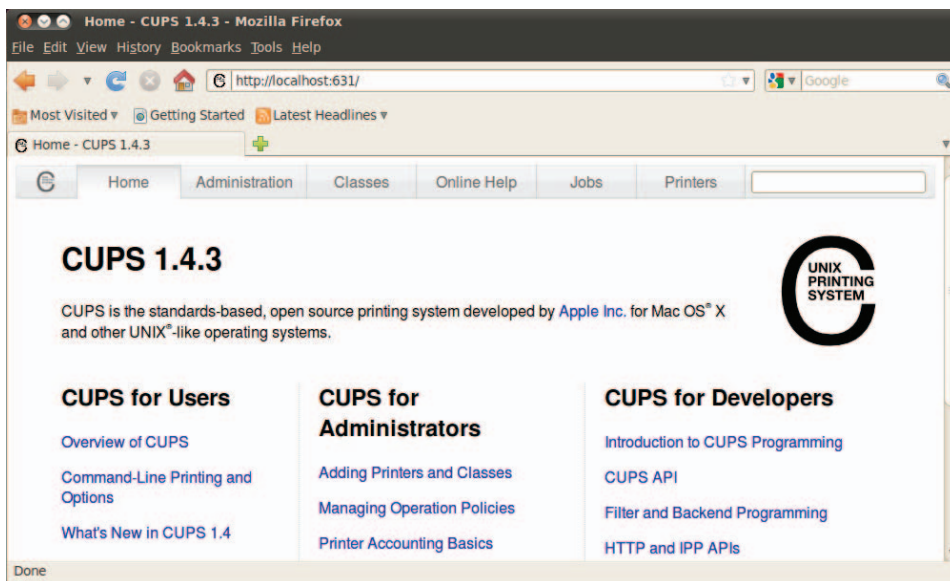 Home - CUPS 1.4.3 - Mozilla Firefox
File Edit View History Bookmarks Tools Help
http://localhost:631/
Google
Most Visited Getting Started Latest Headlines
Home - CUPS 1.4.3
Home Administration Classes Online Help Jobs Printers
CUPS 1.4.3
UNIX
PRINTING
SYSTEM
CUPS is the standards-based, open source printing system developed by Apple Inc. for Mac OS® X
and other UNIX®-like operating systems.
CUPS for Users
Overview of CUPS
Command-Line Printing and
Options
What's New in CUPS 1.4
CUPS for
Administrators
Adding Printers and Classes
Managing Operation Policies
Printer Accounting Basics
CUPS for Developers
Introduction to CUPS Programming
CUPS API
Filter and Backend Programming
HTTP and IPP APIs
Done